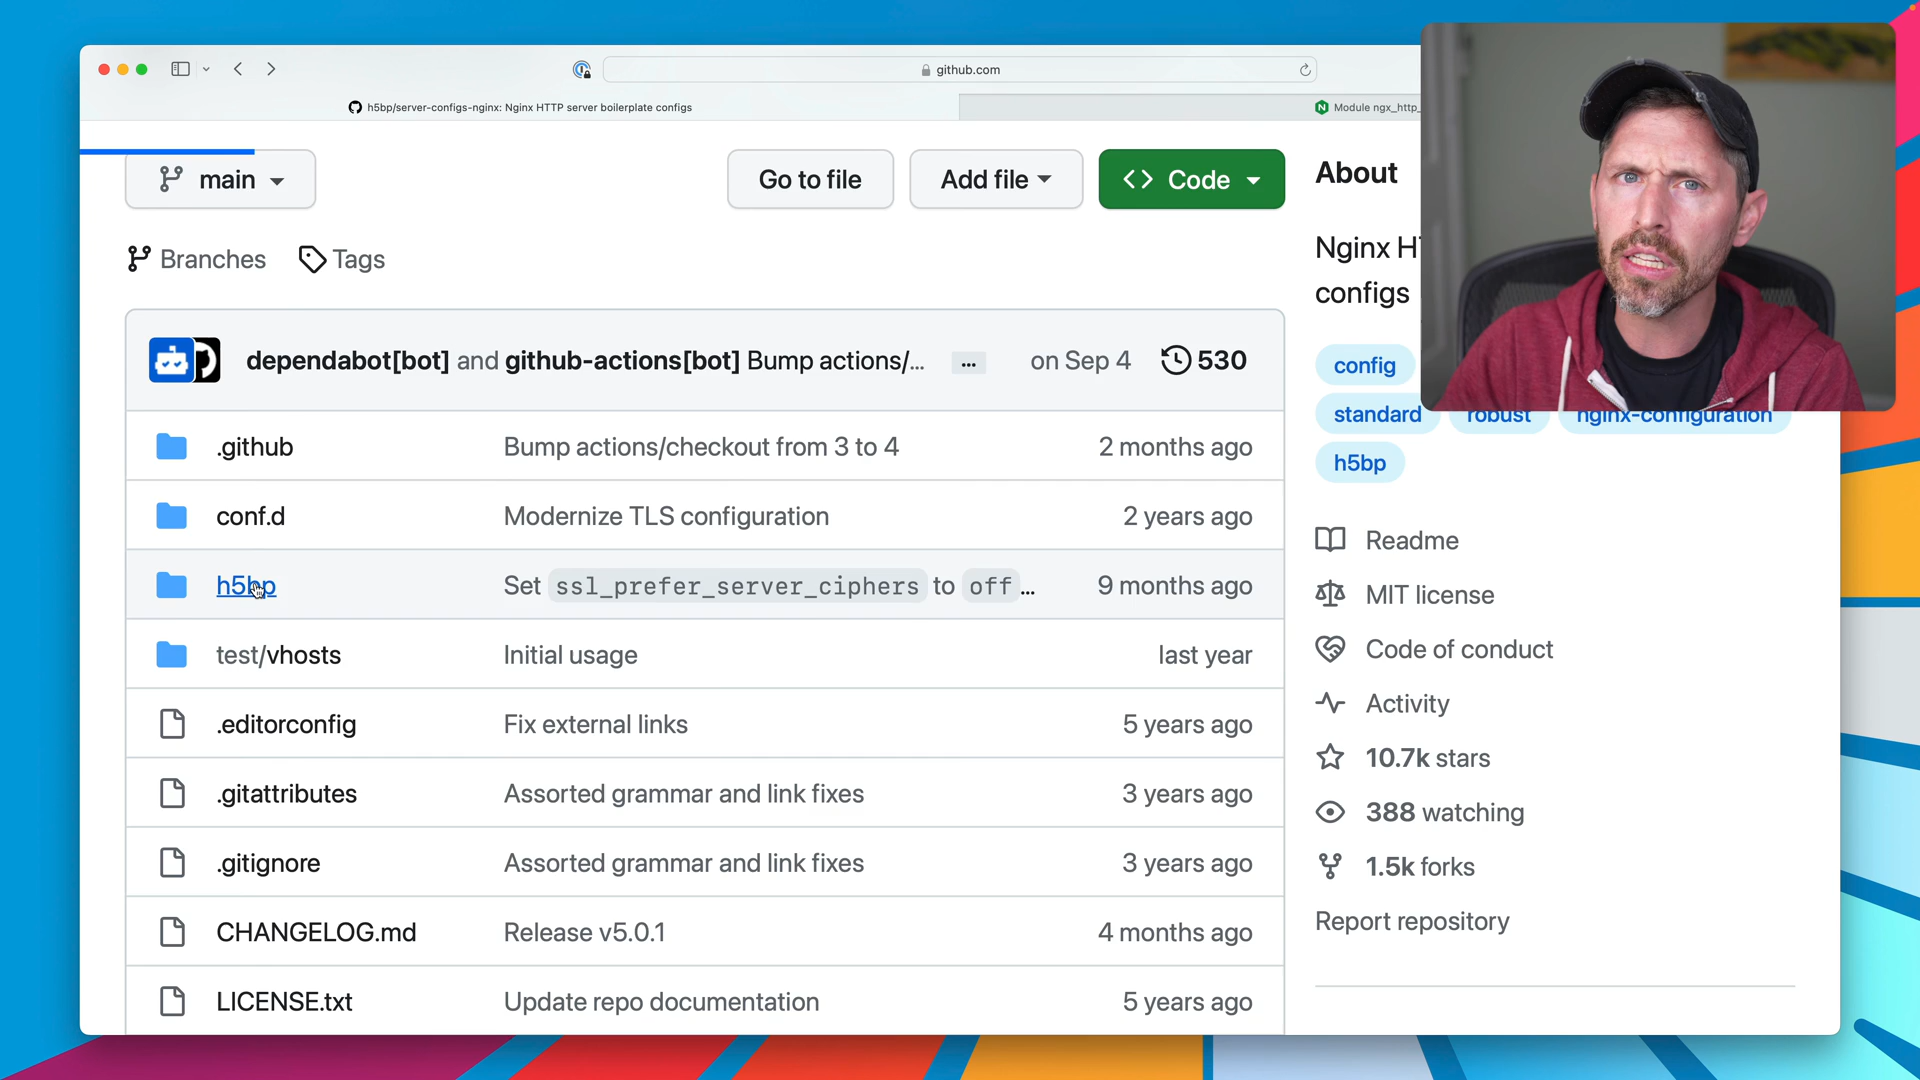 github.com
h5bp/server-configs-nginx: Nginx HTTP server boilerplate configs
Module ngx_http_
main
Go to file
Add file
Code
About
Branches
Tags
Nginx H
configs
dependabot[bot] and github-actions[bot] Bump actions/...
...
on Sep 4
530
config
standard
robust
nginx-configuration
h5bp
.github
Bump actions/checkout from 3 to 4
2 months ago
conf.d
Modernize TLS configuration
2 years ago
h5bp
Set ssl_prefer_server_ciphers to off...
9 months ago
test/vhosts
Initial usage
last year
.editorconfig
Fix external links
5 years ago
.gitattributes
Assorted grammar and link fixes
3 years ago
.gitignore
Assorted grammar and link fixes
3 years ago
CHANGELOG.md
Release v5.0.1
4 months ago
LICENSE.txt
Update repo documentation
5 years ago
Readme
MIT license
Code of conduct
Activity
10.7k stars
388 watching
1.5k forks
Report repository